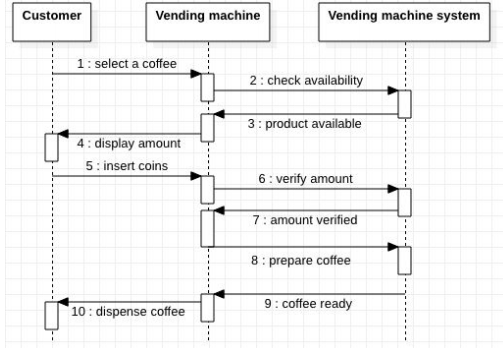 Customer
Vending machine
Vending machine system
1 : select a coffee
2 : check availability
3 : product available
4 : display amount
5 : insert coins
6 : verify amount
7 : amount verified
8 : prepare coffee
9 : coffee ready
10 : dispense coffee